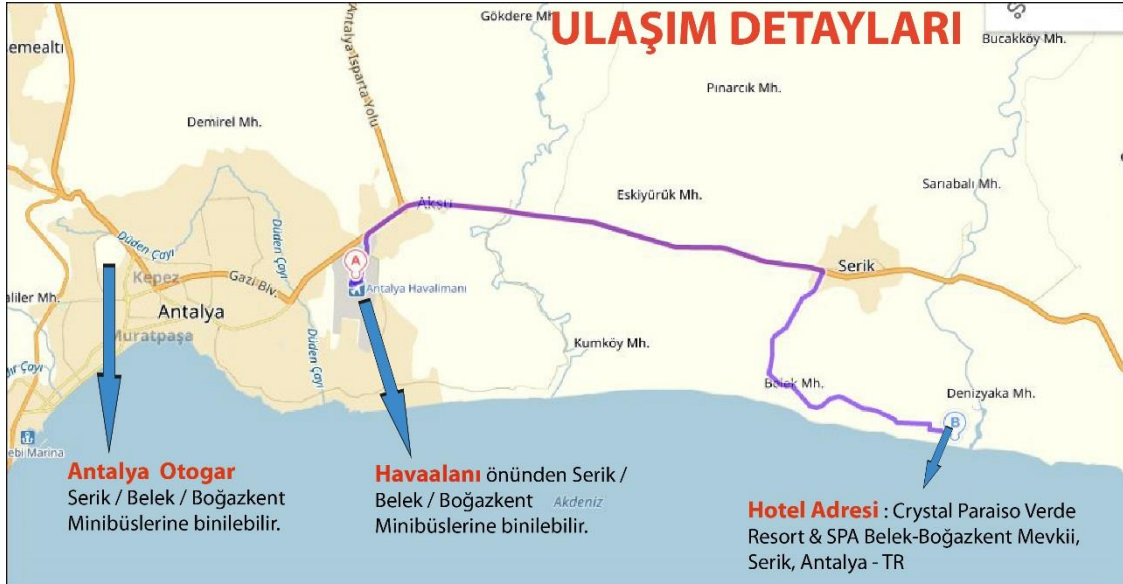 ULAŞIM DETAYLARI
Gökdere Mh.
Bucakköy Mh.
emealtı
Antalya Isparta Yolu
Pınarcık Mh.
Demirel Mh.
Eskiyürük Mh.
Sarıabalı Mh.
Aksu
Düden Çayı
Düden Çayı
Kepez
Gazi Blv.
A
Serik
Antalya Havalimanı
aliler Mh.
Antalya
Düden Çayı
Muratpaşa
Kumköy Mh.
Belek Mh.
Denizyaka Mh.
B
ebi Marina
Antalya Otogar
Serik / Belek / Boğazkent
Minibüslerine binilebilir.
Havaalanı önünden Serik /
Belek / Boğazkent
Minibüslerine binilebilir.
Akdeniz
Hotel Adresi : Crystal Paraiso Verde
Resort & SPA Belek-Boğazkent Mevkii,
Serik, Antalya - TR